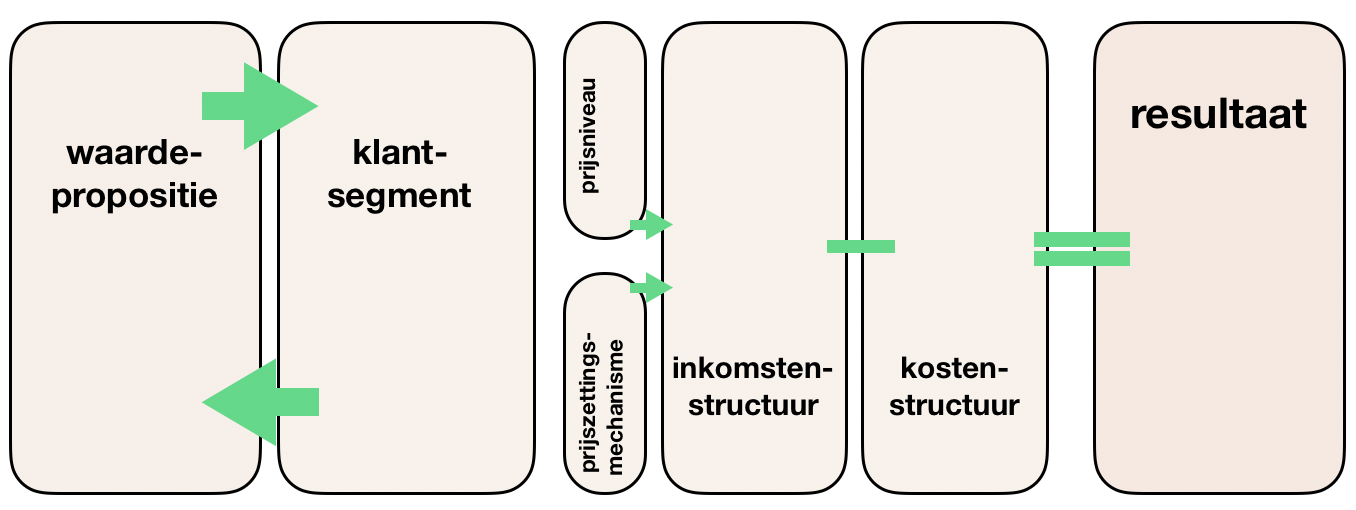 waarde-
propositie
klant-
segment
prijsniveau
prijszettings-
mechanisme
inkomsten-
structuur
kosten-
structuur
resultaat